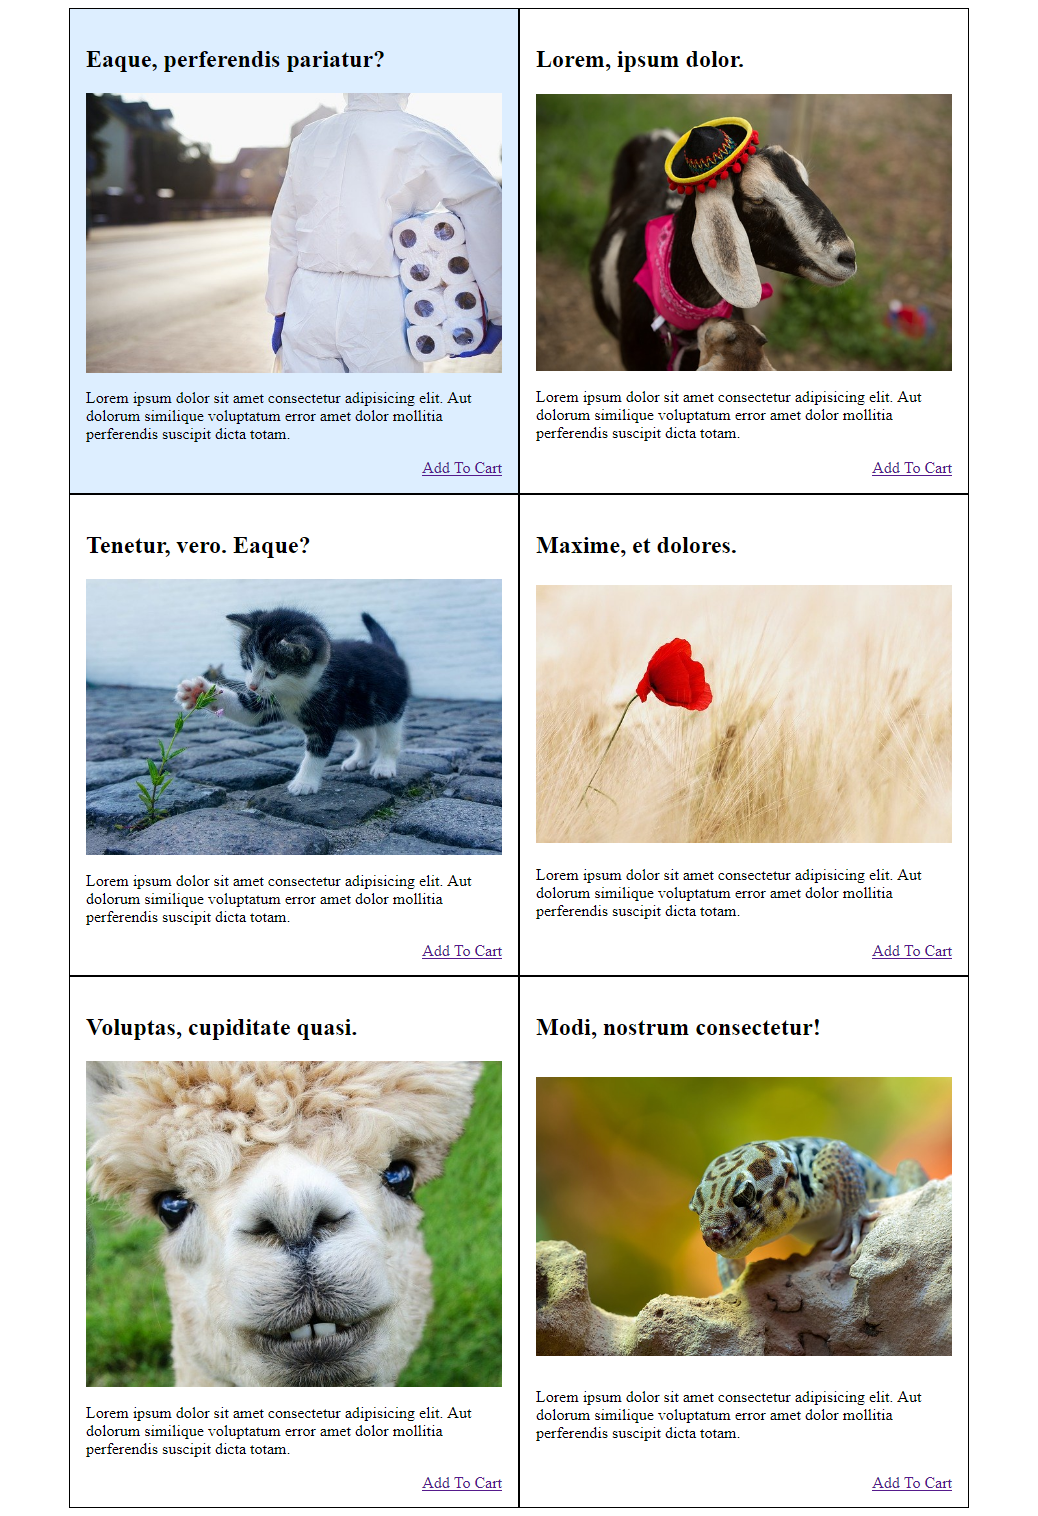 Eaque, perferendis pariatur?
Lorem ipsum dolor sit amet consectetur adipisicing elit. Aut
dolorum similique voluptatum error amet dolor mollitia
perferendis suscipit dicta totam.
Add To Cart
Lorem, ipsum dolor.
Lorem ipsum dolor sit amet consectetur adipisicing elit. Aut
dolorum similique voluptatum error amet dolor mollitia
perferendis suscipit dicta totam.
Add To Cart
Tenetur, vero. Eaque?
Lorem ipsum dolor sit amet consectetur adipisicing elit. Aut
dolorum similique voluptatum error amet dolor mollitia
perferendis suscipit dicta totam.
Add To Cart
Maxime, et dolores.
Lorem ipsum dolor sit amet consectetur adipisicing elit. Aut
dolorum similique voluptatum error amet dolor mollitia
perferendis suscipit dicta totam.
Add To Cart
Voluptas, cupiditate quasi.
Lorem ipsum dolor sit amet consectetur adipisicing elit. Aut
dolorum similique voluptatum error amet dolor mollitia
perferendis suscipit dicta totam.
Add To Cart
Modi, nostrum consectetur!
Lorem ipsum dolor sit amet consectetur adipisicing elit. Aut
dolorum similique voluptatum error amet dolor mollitia
perferendis suscipit dicta totam.
Add To Cart